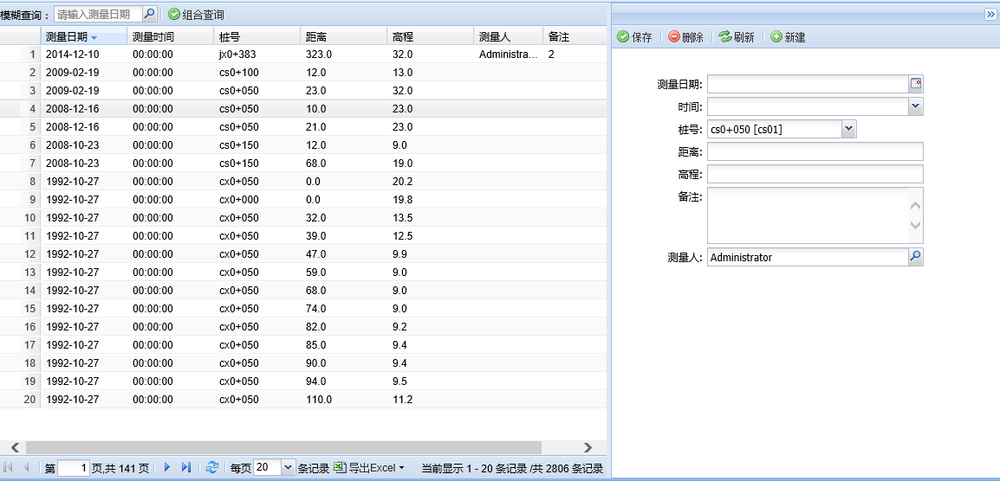 模糊查询： 请输入测量日期 组合查询
测量日期 测量时间 桩号 距离 高程 测量人 备注
1 2014-12-10 00:00:00 jx0+383 323.0 32.0 Administra... 2
2 2009-02-19 00:00:00 cs0+100 12.0 13.0
3 2009-02-19 00:00:00 cs0+050 23.0 32.0
4 2008-12-16 00:00:00 cs0+050 10.0 23.0
5 2008-12-16 00:00:00 cs0+050 21.0 23.0
6 2008-10-23 00:00:00 cs0+150 12.0 9.0
7 2008-10-23 00:00:00 cs0+150 68.0 19.0
8 1992-10-27 00:00:00 cx0+050 0.0 20.2
9 1992-10-27 00:00:00 cx0+000 0.0 19.8
10 1992-10-27 00:00:00 cx0+050 32.0 13.5
11 1992-10-27 00:00:00 cx0+050 39.0 12.5
12 1992-10-27 00:00:00 cx0+050 47.0 9.9
13 1992-10-27 00:00:00 cx0+050 59.0 9.0
14 1992-10-27 00:00:00 cx0+050 68.0 9.0
15 1992-10-27 00:00:00 cx0+050 74.0 9.0
16 1992-10-27 00:00:00 cx0+050 82.0 9.2
17 1992-10-27 00:00:00 cx0+050 85.0 9.4
18 1992-10-27 00:00:00 cx0+050 90.0 9.4
19 1992-10-27 00:00:00 cx0+050 94.0 9.5
20 1992-10-27 00:00:00 cx0+050 110.0 11.2
第 1 页,共 141 页 每页 20 条记录 导出Excel 当前显示 1 - 20 条记录 /共 2806 条记录
保存 删除 刷新 新建
测量日期:
时间:
桩号: cs0+050 [cs01]
距离:
高程:
备注:
测量人: Administrator